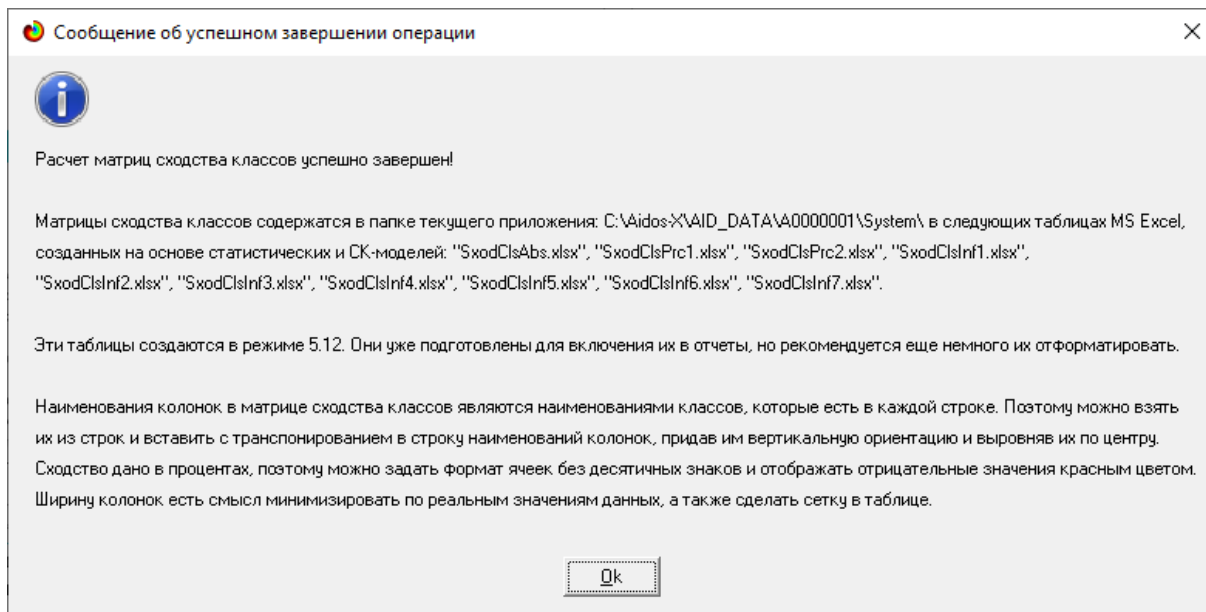 Сообщение об успешном завершении операции
Расчет матриц сходства классов успешно завершен!
Матрицы сходства классов содержатся в папке текущего приложения: C:\Aidos-X\AID_DATA\A0000001\System\ в следующих таблицах MS Excel,
созданных на основе статистических и СК-моделей: "SxodClsAbs.xlsx", "SxodClsPrc1.xlsx", "SxodClsPrc2.xlsx", "SxodClsInf1.xlsx",
"SxodClsInf2.xlsx", "SxodClsInf3.xlsx", "SxodClsInf4.xlsx", "SxodClsInf5.xlsx", "SxodClsInf6.xlsx", "SxodClsInf7.xlsx".
Эти таблицы создаются в режиме 5.12. Они уже подготовлены для включения их в отчеты, но рекомендуется еще немного их отформатировать.
Наименования колонок в матрице сходства классов являются наименованиями классов, которые есть в каждой строке. Поэтому можно взять
их из строк и вставить с транспонированием в строку наименований колонок, придав им вертикальную ориентацию и выровняв их по центру.
Сходство дано в процентах, поэтому можно задать формат ячеек без десятичных знаков и отображать отрицательные значения красным цветом.
Ширину колонок есть смысл минимизировать по реальным значениям данных, а также сделать сетку в таблице.
Ok